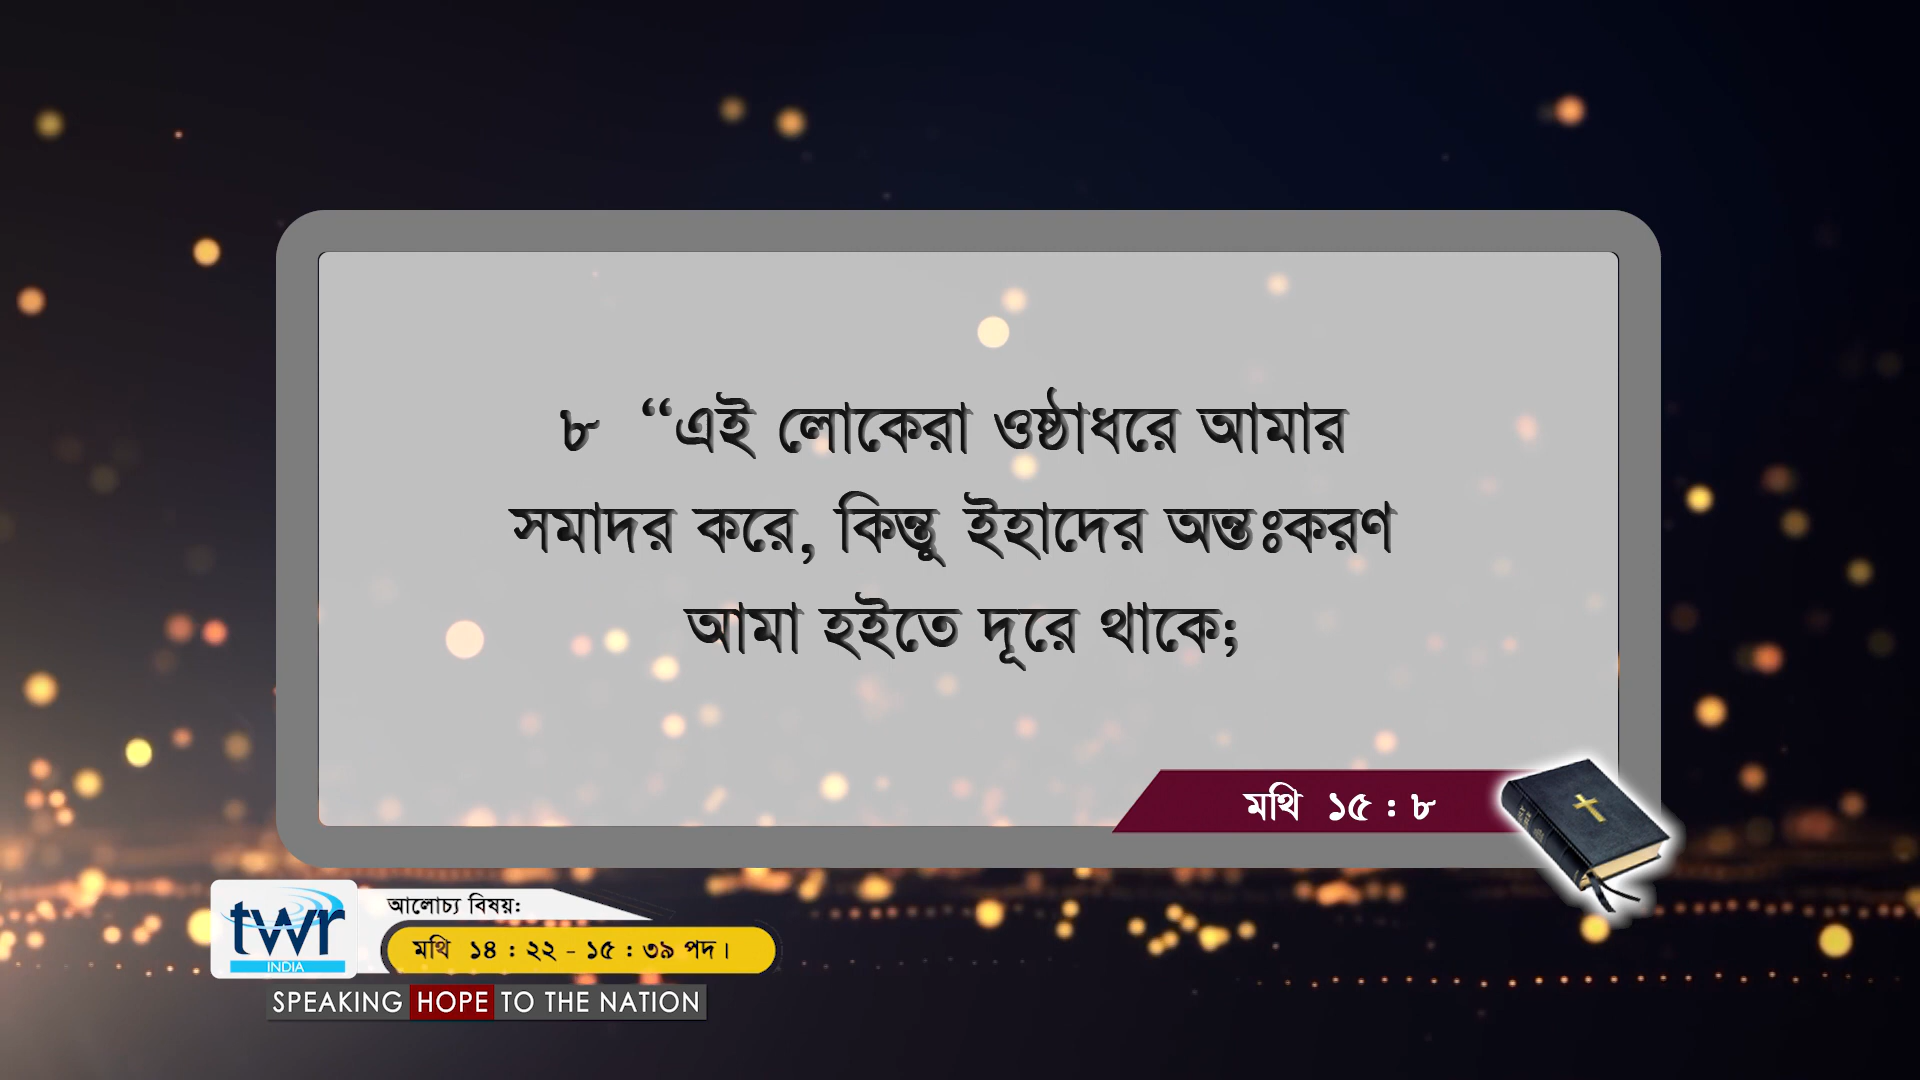 ৮ “এই লোকেরা ওষ্ঠাধরে আমার
সমাদর করে, কিন্তু ইহাদের অন্তঃকরণ
আমা হইতে দূরে থাকে;
মথি ১৫ : ৮
twr
INDIA
আলোচ্য বিষয়:
মথি ১৪ : ২২ - ১৫ : ৩৯ পদ।
SPEAKING HOPE TO THE NATION